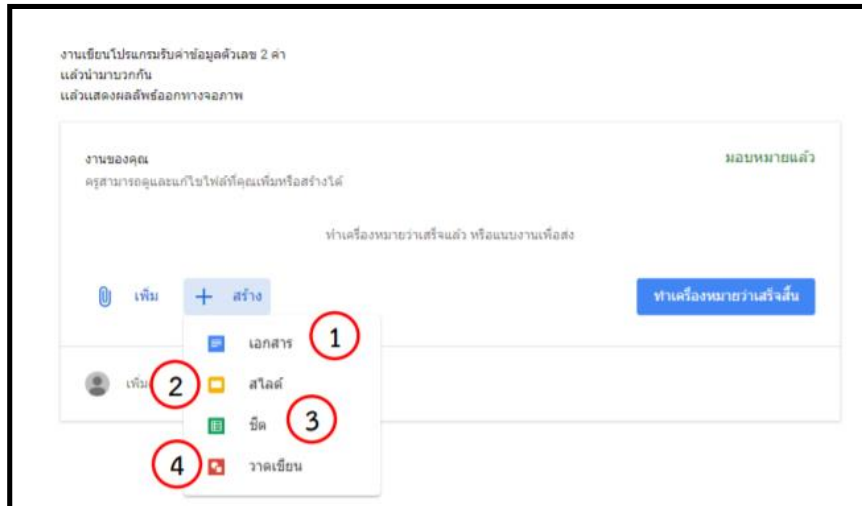 งานเขียนโปรแกรมรับค่าข้อมูลตัวเลข 2 ค่า
แล้วนำมาบวกกัน
แล้วแสดงผลลัพธ์ออกทางจอภาพ
งานของคุณ
มอบหมายแล้ว
ครูสามารถดูและแก้ไขไฟล์ที่คุณเพิ่มหรือสร้างได้
ทำเครื่องหมายว่าเสร็จแล้ว หรือแนบงานเพื่อส่ง
เพิ่ม
สร้าง
ทำเครื่องหมายว่าเสร็จสิ้น
เอกสาร 1
2 สไลด์
ชีต 3
4 วาดเขียน